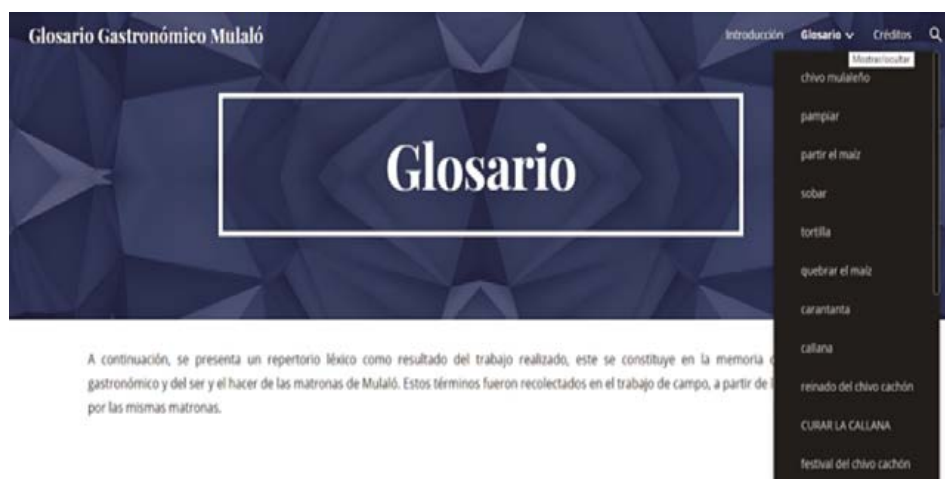 Glosario Gastronómico Mulaló
Introducción Glosario Créditos
Mostrar/ocultar
chivo mulaleño
pampiar
partir el maíz
sobar
tortilla
quebrar el maíz
carantanta
callana
reinado del chivo cachón
CURAR LA CALLANA
festival del chivo cachón
Glosario
A continuación, se presenta un repertorio léxico como resultado del trabajo realizado, este se constituye en la memoria
gastronómico y del ser y el hacer de las matronas de Mulaló. Estos términos fueron recolectados en el trabajo de campo, a partir de
por las mismas matronas.